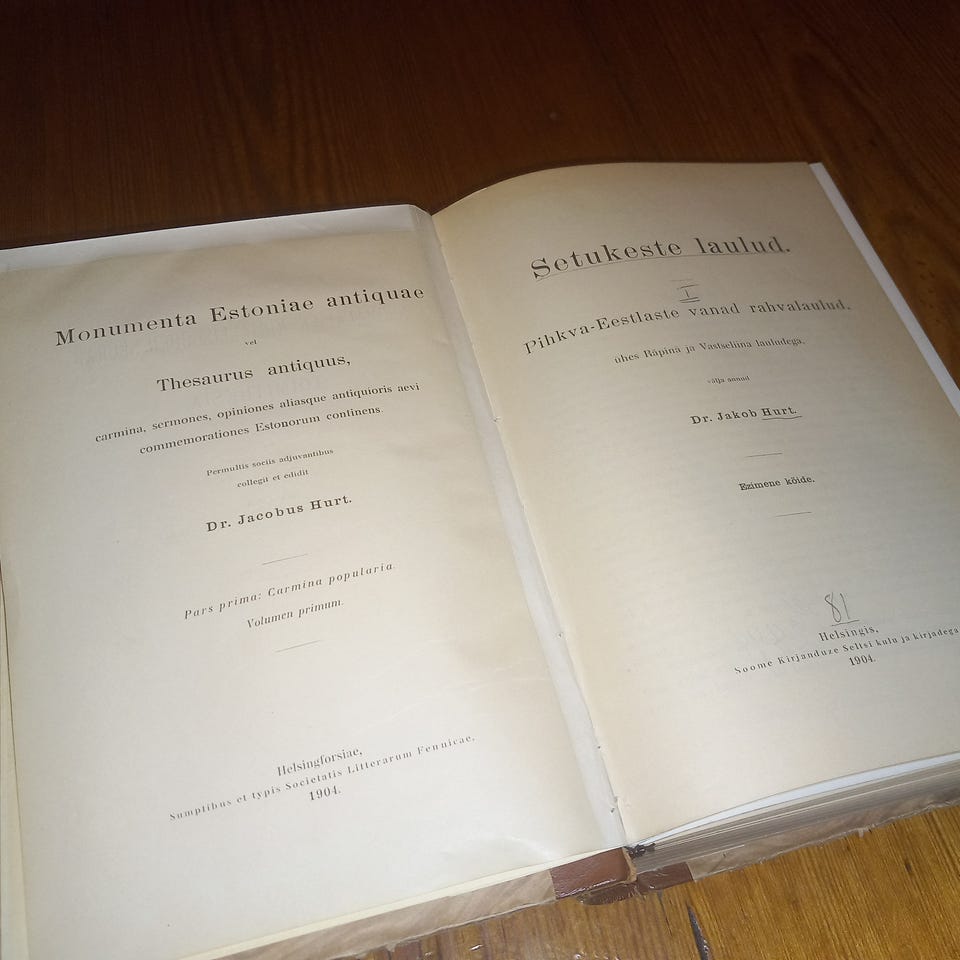 Monumenta Estoniae antiquae
vel
Thesaurus antiquus,
carmina, sermones, opiniones aliasque antiquioris aevi
commemorationes Estonorum continens.
Permultis sociis adjuvantibus
collegit et edidit
Dr. Jacobus Hurt.
Pars prima: Carmina popularia.
Volumen primum.
Helsingforsiae,
Sumptibus et typis Societatis Litterarum Fennicae.
1904.
Setukeste laulud.
I
Pihkva-Eestlaste vanad rahvalaulud,
ühes Räpina ja Vastseliina lauludega,
välja annud
Dr. Jakob Hurt.
Ezimene köide.
81
Helsingis,
Soome Kirjanduze Seltsi kulu ja kirjadega
1904.